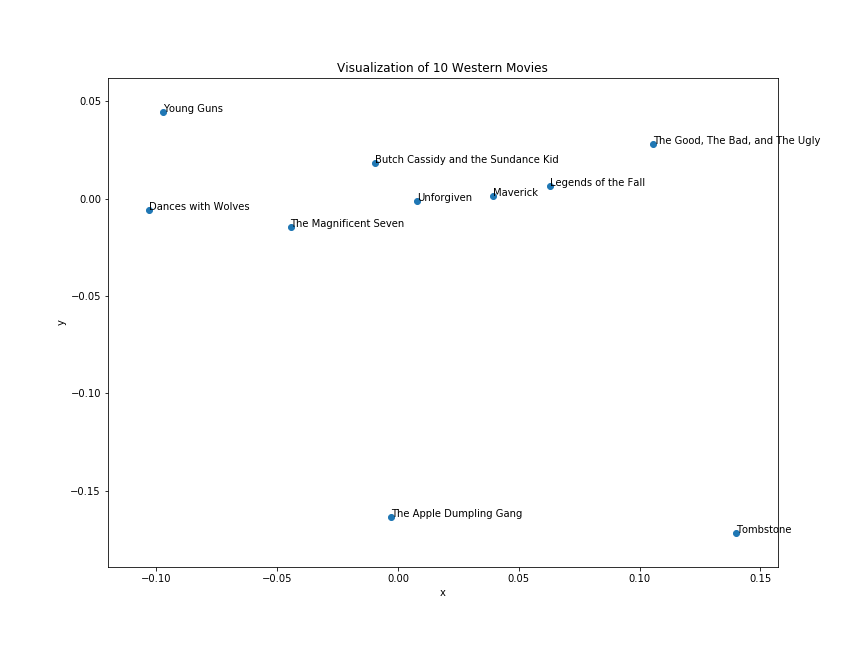 Visualization of 10 Western Movies
0.05
Young Guns
The Good, The Bad, and The Ugly
Butch Cassidy and the Sundance Kid
Legends of the Fall
Maverick
0.00
Unforgiven
Dances with Wolves
The Magnificent Seven
−0.05
y
−0.10
−0.15
The Apple Dumpling Gang
Tombstone
−0.10
−0.05
0.00
0.05
0.10
0.15
x